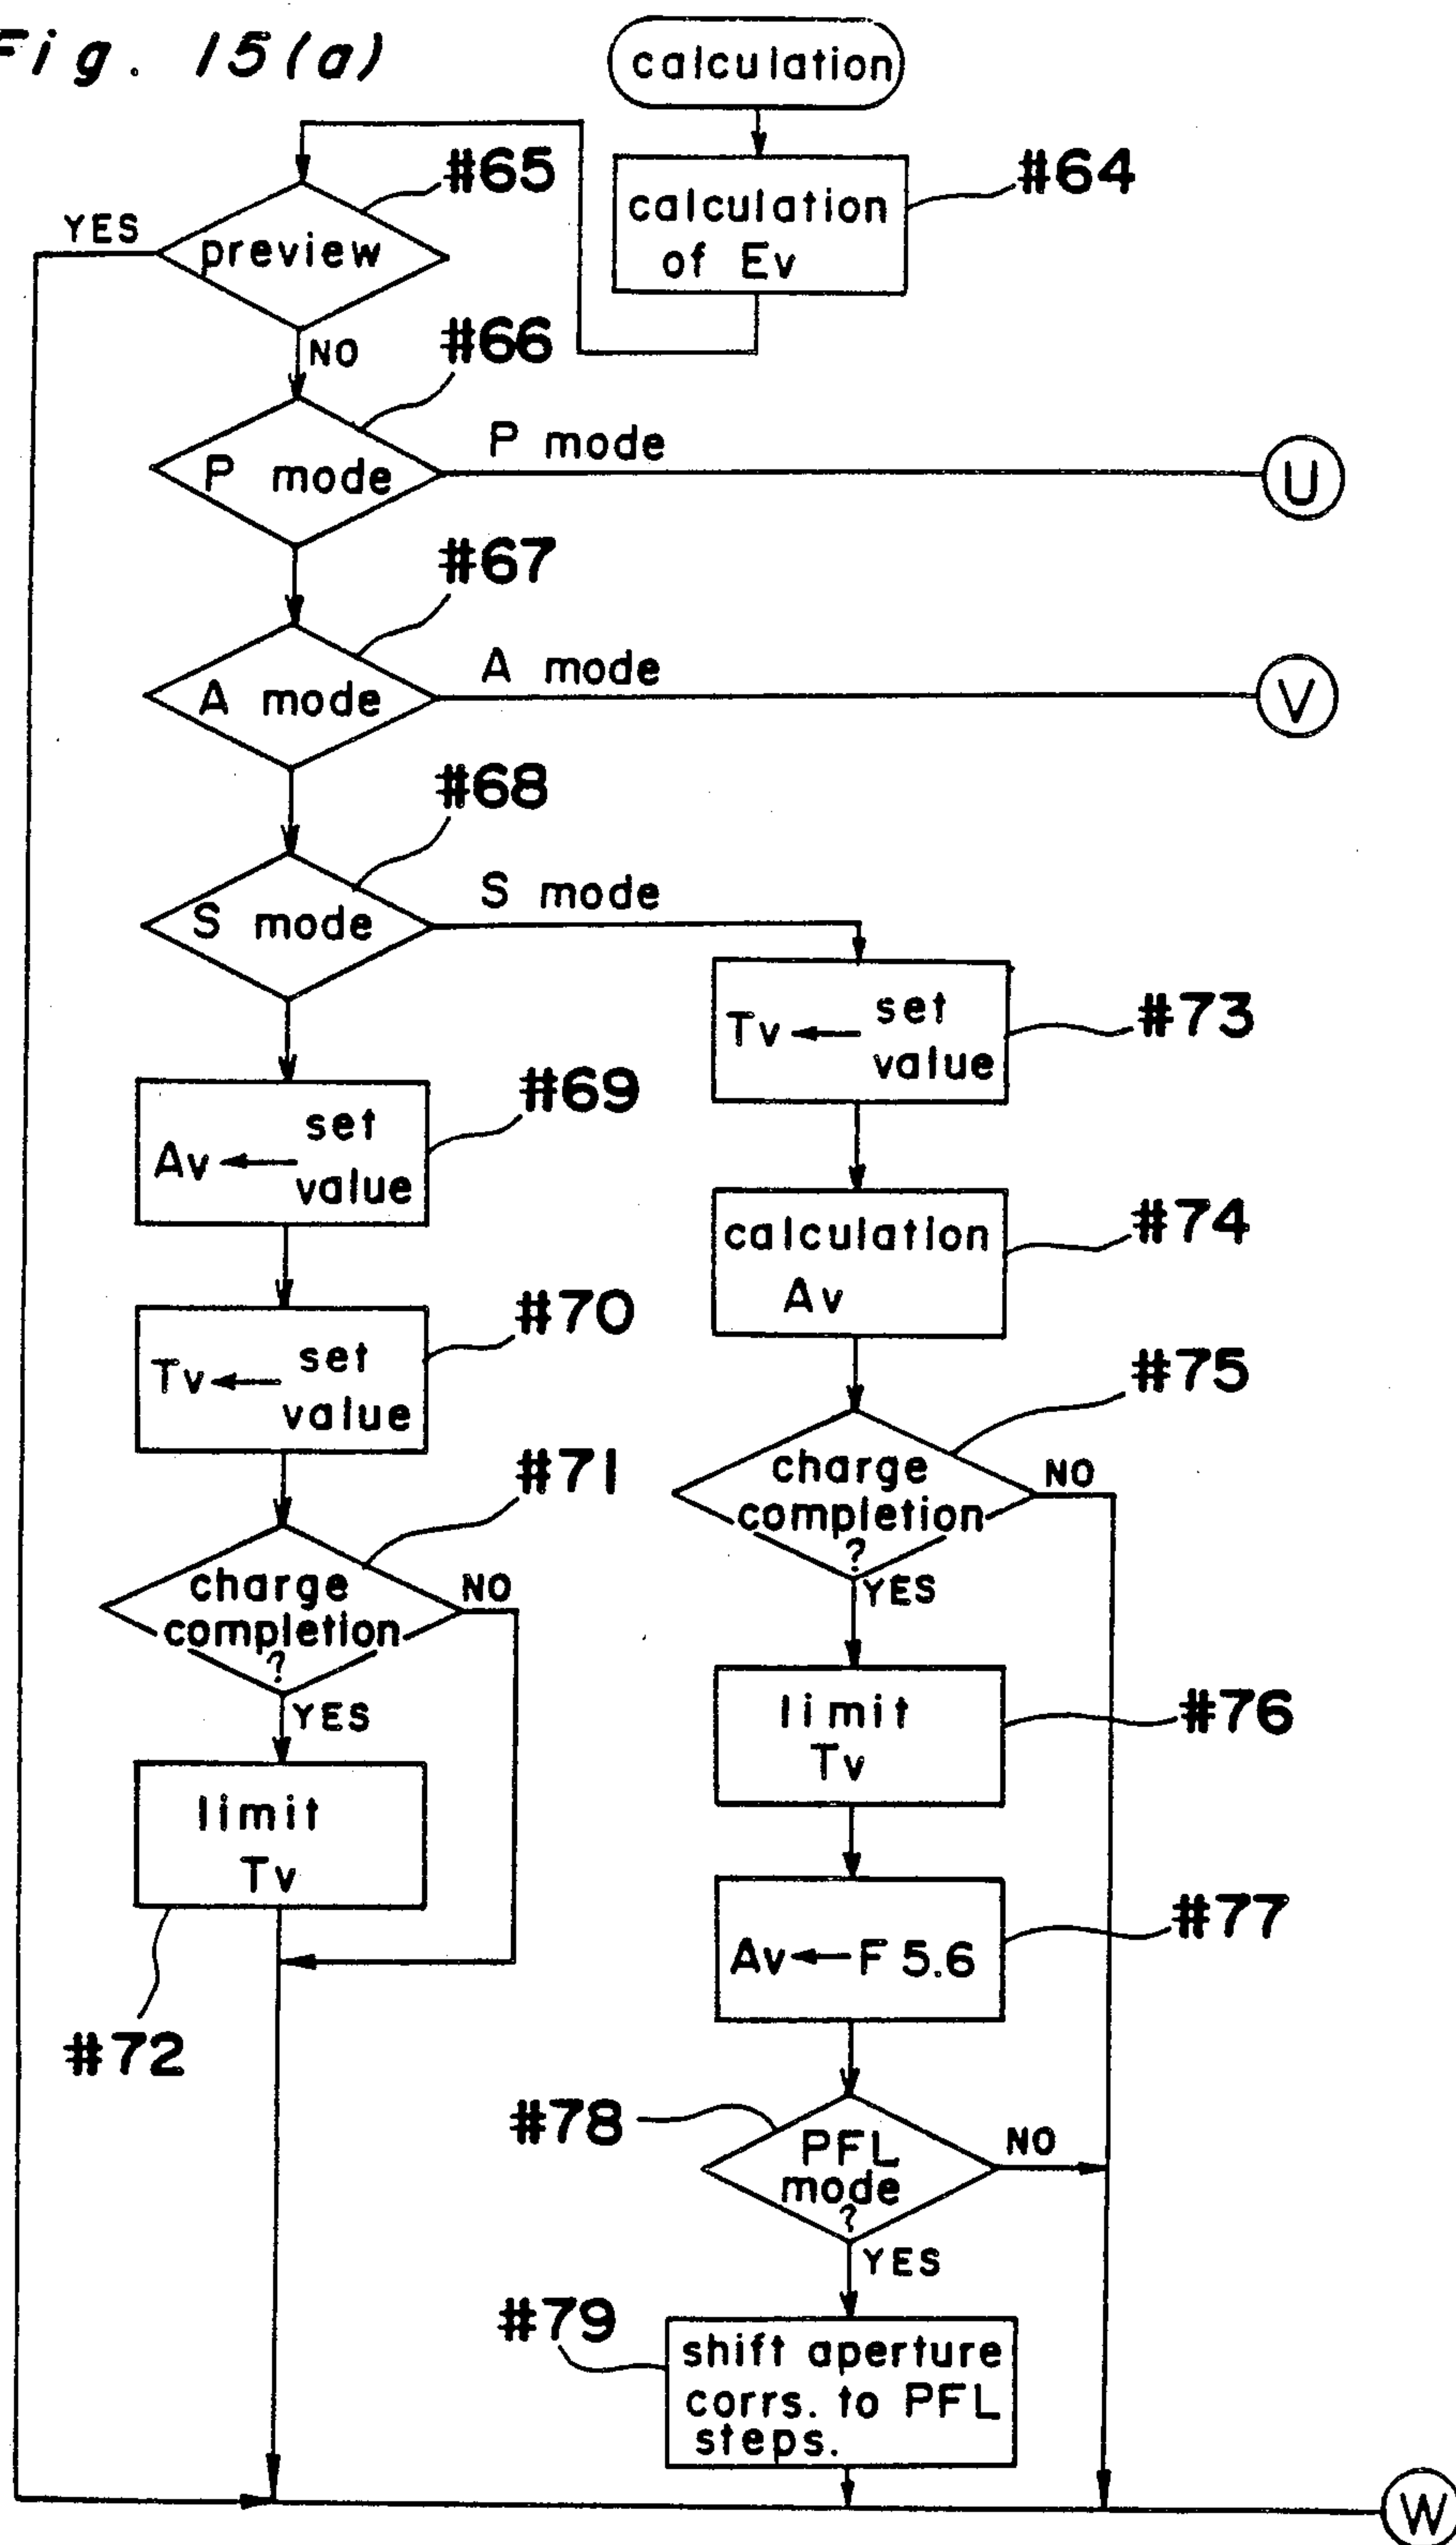 Fig. 15(a)
calculation
#64
calculation
of Ev
#65
YES
preview
NO
#66
P mode
P mode
U
#67
A mode
A mode
V
#68
S mode
S mode
#69
Av ← set
value
#70
Tv ← set
value
#71
charge
completion
?
NO
YES
limit
Tv
#72
#73
Tv ← set
value
#74
calculation
Av
#75
charge
completion
?
NO
YES
#76
limit
Tv
#77
Av ← F 5.6
#78
PFL
mode
?
NO
YES
#79
shift aperture
corrs. to PFL
steps.
W